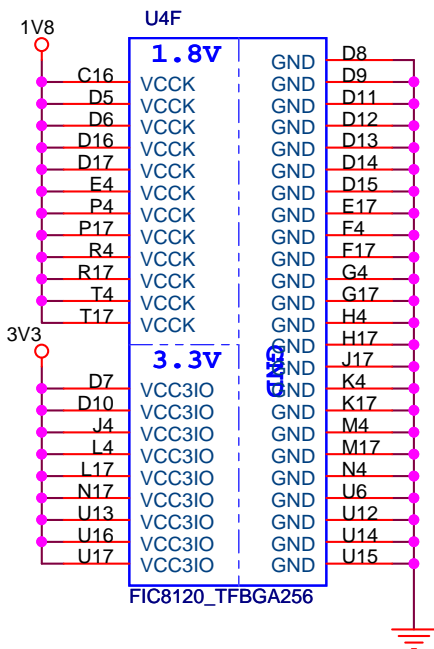 U4F
1V8
1.8V
C16 VCCK GND D8
D5 VCCK GND D9
D6 VCCK GND D11
D16 VCCK GND D12
D17 VCCK GND D13
E4 VCCK GND D14
P4 VCCK GND D15
P17 VCCK GND E17
R4 VCCK GND F4
R17 VCCK GND F17
T4 VCCK GND G4
T17 VCCK GND G17
GND H4
3V3
3.3V
GND
GND H17
GND J17
D7 VCC3IO GND K4
D10 VCC3IO GND K17
J4 VCC3IO GND M4
L4 VCC3IO GND M17
L17 VCC3IO GND N4
N17 VCC3IO GND U6
U13 VCC3IO GND U12
U16 VCC3IO GND U14
U17 VCC3IO GND U15
FIC8120_TFBGA256